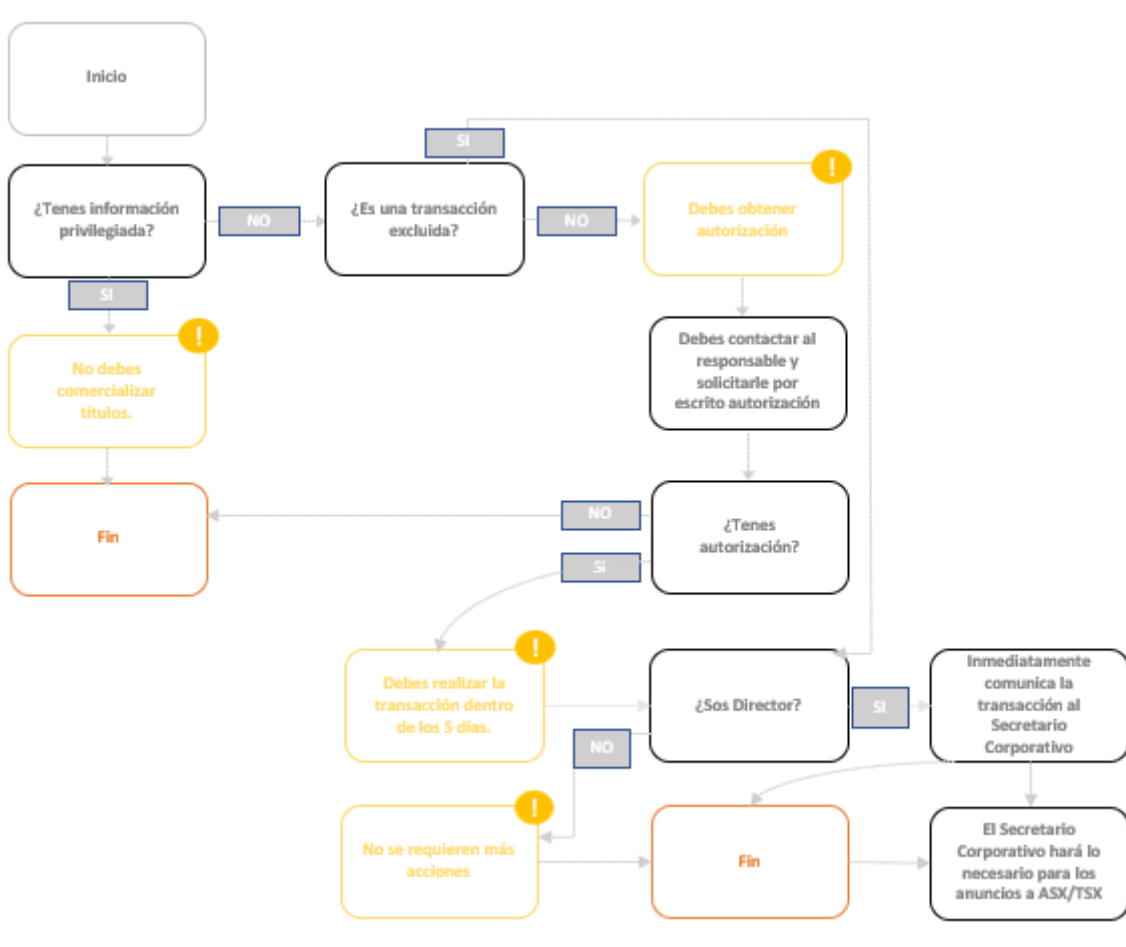 Inicio
SI
¿Tenes información
privilegiada?
NO
¿Es una transacción
excluida?
NO
!
Debes obtener
autorización
SI
!
No debes
comercializar
títulos.
Debes contactar al
responsable y
solicitarle por
escrito autorización
Fin
NO
¿Tenes
autorización?
Sí
!
Debes realizar la
transacción dentro
de los 5 días.
¿Sos Director?
SI
Inmediatamente
comunica la
transacción al
Secretario
Corporativo
NO
!
No se requieren más
acciones
Fin
El Secretario
Corporativo hará lo
necesario para los
anuncios a ASX/TSX